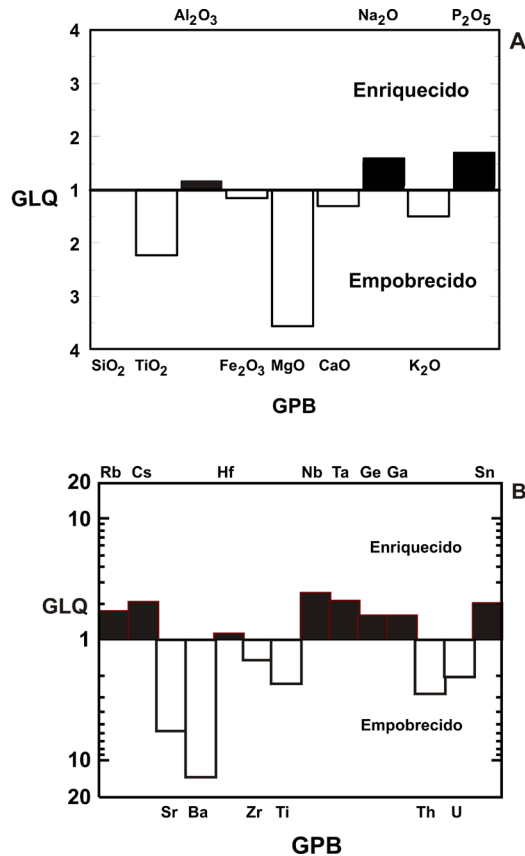 Al₂O₃ Na₂O P₂O₅
A
4
3
Enriquecido
2
GLQ 1
2
Empobrecido
3
4
SiO₂ TiO₂ Fe₂O₃ MgO CaO K₂O
GPB
Rb Cs Hf Nb Ta Ge Ga Sn
20 B
10
Enriquecido
GLQ
1
Empobrecido
10
20
Sr Ba Zr Ti Th U
GPB